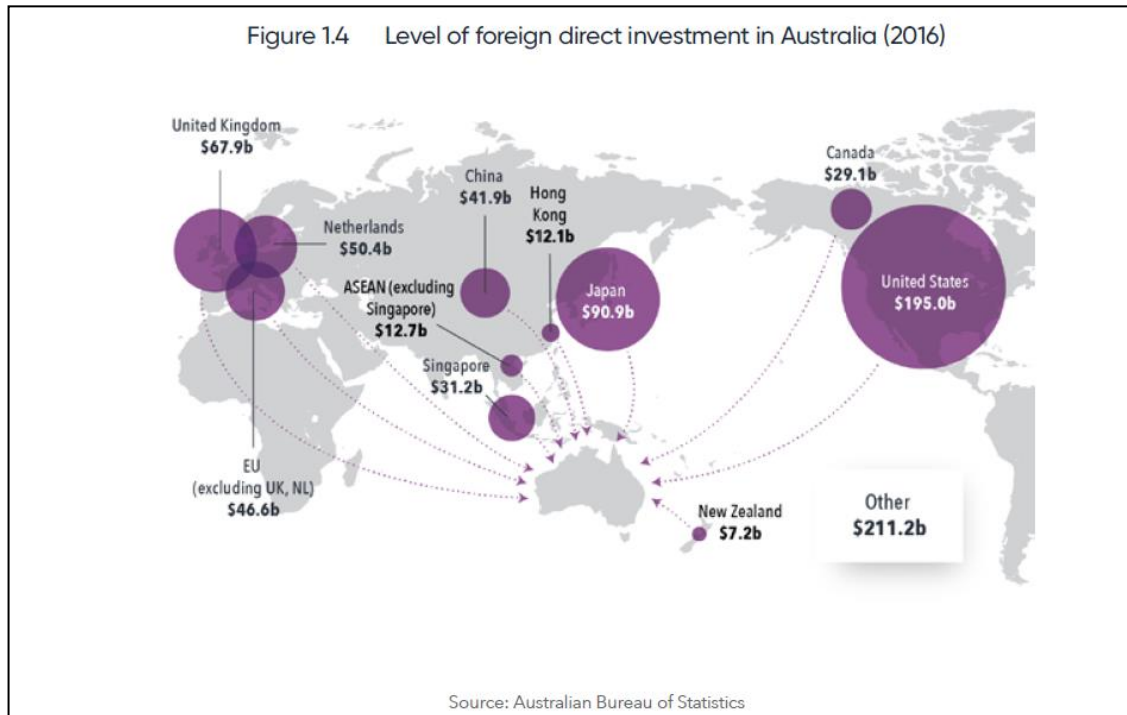 Figure 1.4 Level of foreign direct investment in Australia (2016)
United Kingdom
$67.9b
Netherlands
$50.4b
EU
(excluding UK, NL)
$46.6b
China
$41.9b
Hong
Kong
$12.1b
ASEAN (excluding
Singapore)
$12.7b
Singapore
$31.2b
Japan
$90.9b
Canada
$29.1b
United States
$195.0b
New Zealand
$7.2b
Other
$211.2b
Source: Australian Bureau of Statistics